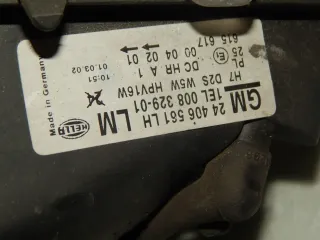 GM 24 406 561 LH LM
1EL 008 329-01
H7 D2S W5W HPV16W
PL DC HR A 1
25 E1 00 04 02 01
615 617
10:51
01.03.02
HELLA
Made in Germany